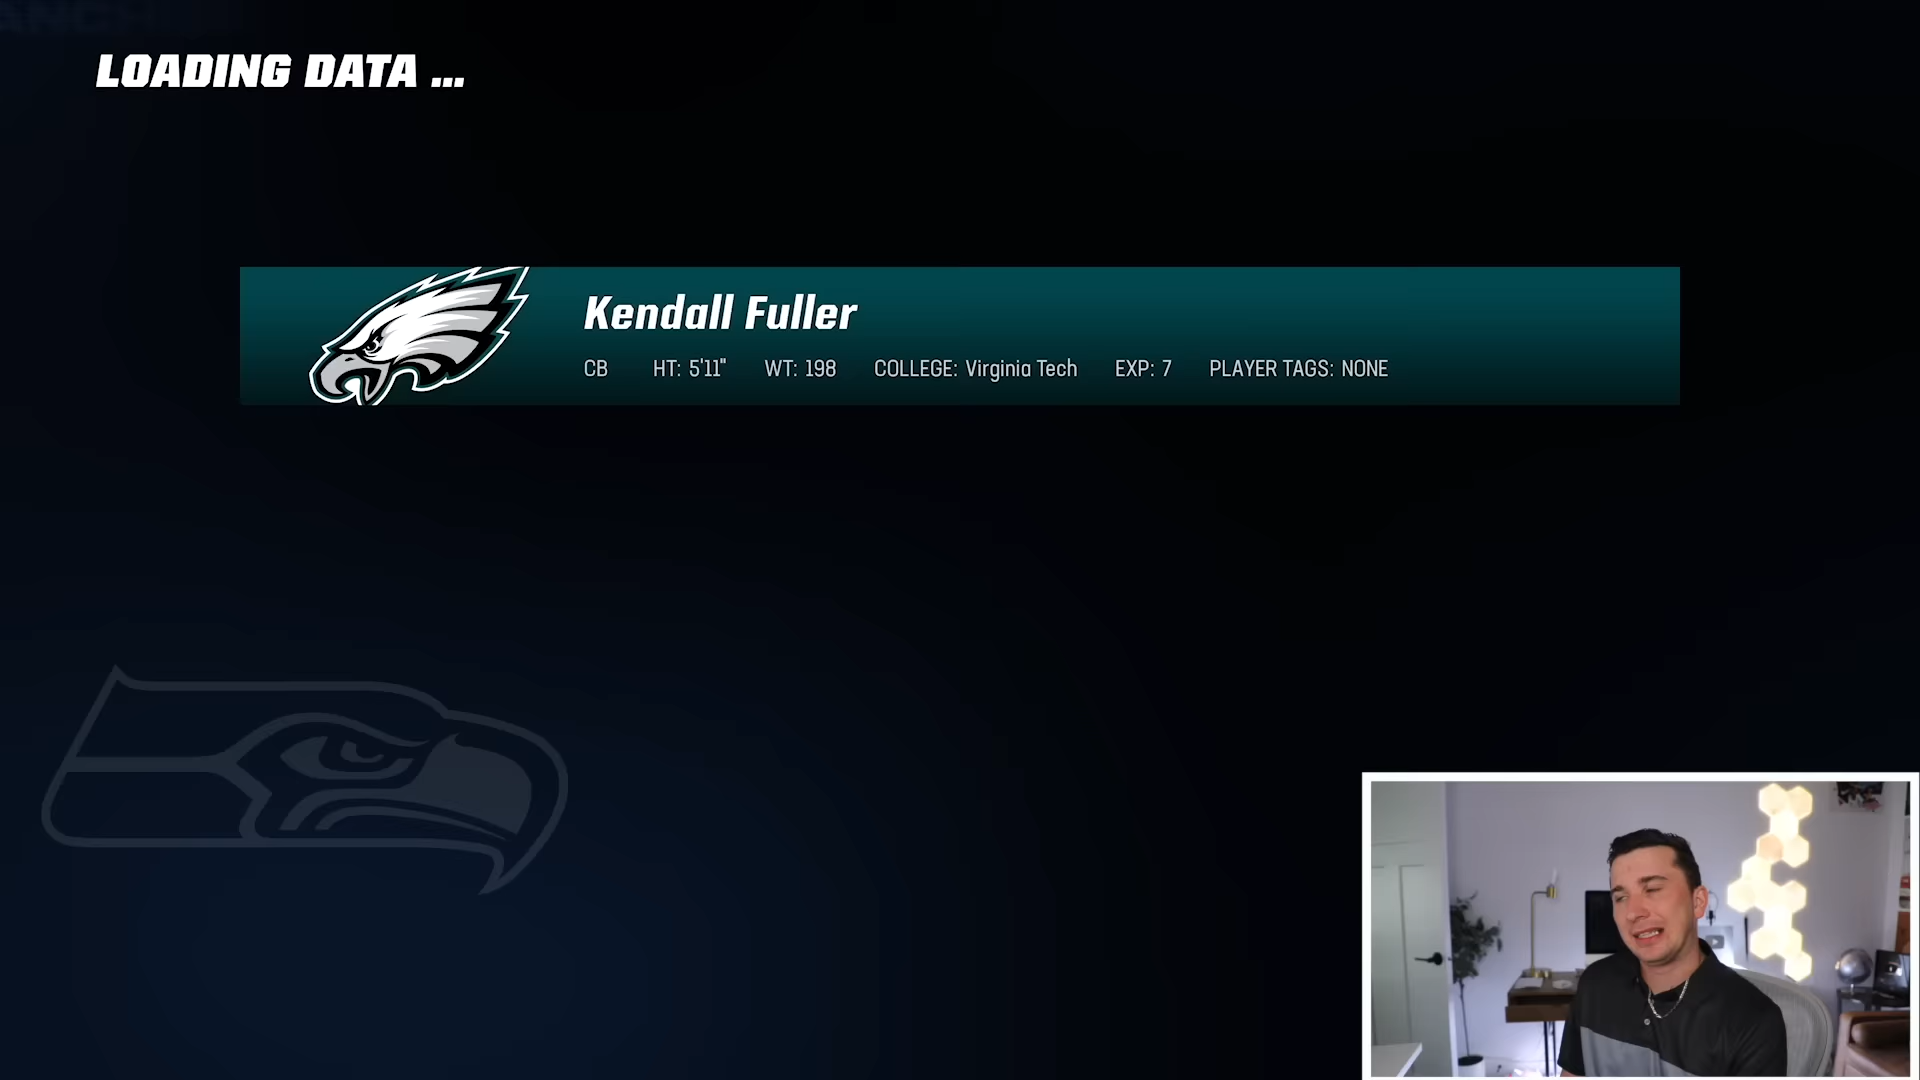 LOADING DATA ...
Kendall Fuller
CB HT: 5'11" WT: 198 COLLEGE: Virginia Tech EXP: 7 PLAYER TAGS: NONE